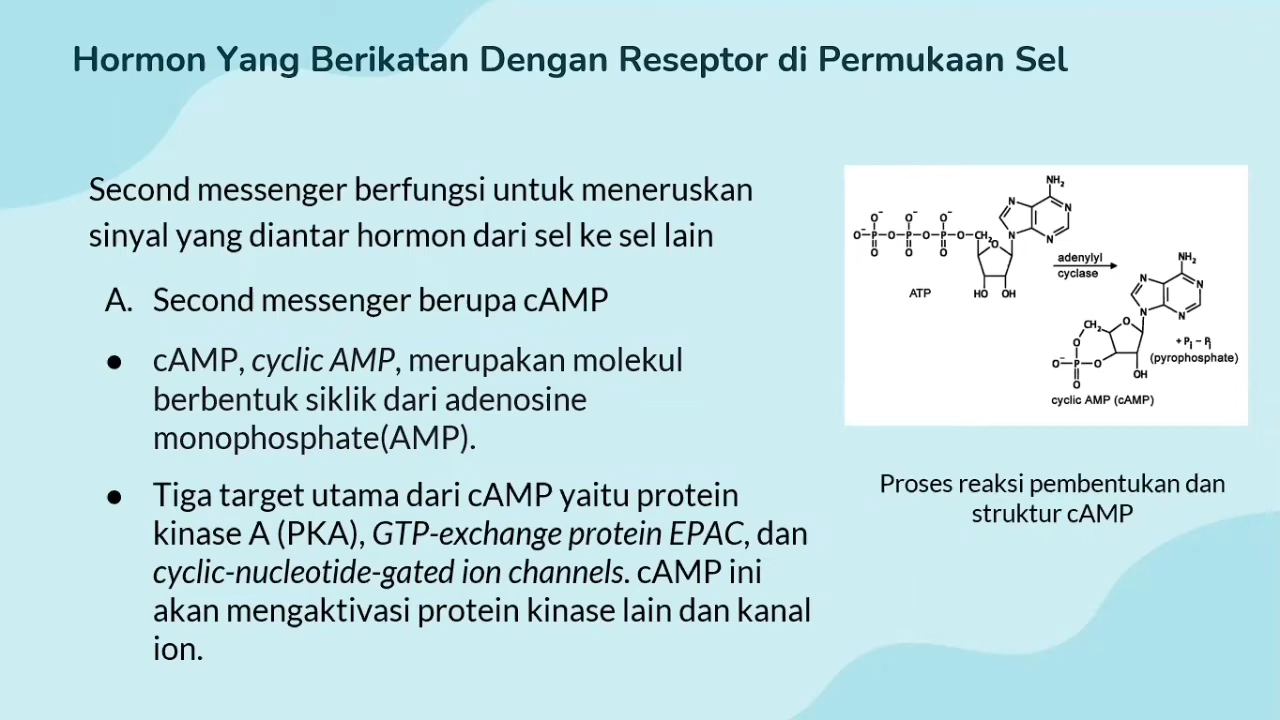 Hormon Yang Berikatan Dengan Reseptor di Permukaan Sel
Second messenger berfungsi untuk meneruskan
sinyal yang diantar hormon dari sel ke sel lain
A. Second messenger berupa cAMP
● cAMP, cyclic AMP, merupakan molekul
berbentuk siklik dari adenosine
monophosphate(AMP).
● Tiga target utama dari cAMP yaitu protein
kinase A (PKA), GTP-exchange protein EPAC, dan
cyclic-nucleotide-gated ion channels. cAMP ini
akan mengaktivasi protein kinase lain dan kanal
ion.
NH₂
N
N
N
N
O⁻ O⁻ O⁻
O⁻–P–O–P–O–P–O–CH₂
O
O O O
ATP
HO OH
adenylyl
cyclase
NH₂
N
N
N
N
CH₂
O
O
O⁻–P–O
O
OH
+ Pᵢ – Pᵢ
(pyrophosphate)
cyclic AMP (cAMP)
Proses reaksi pembentukan dan
struktur cAMP